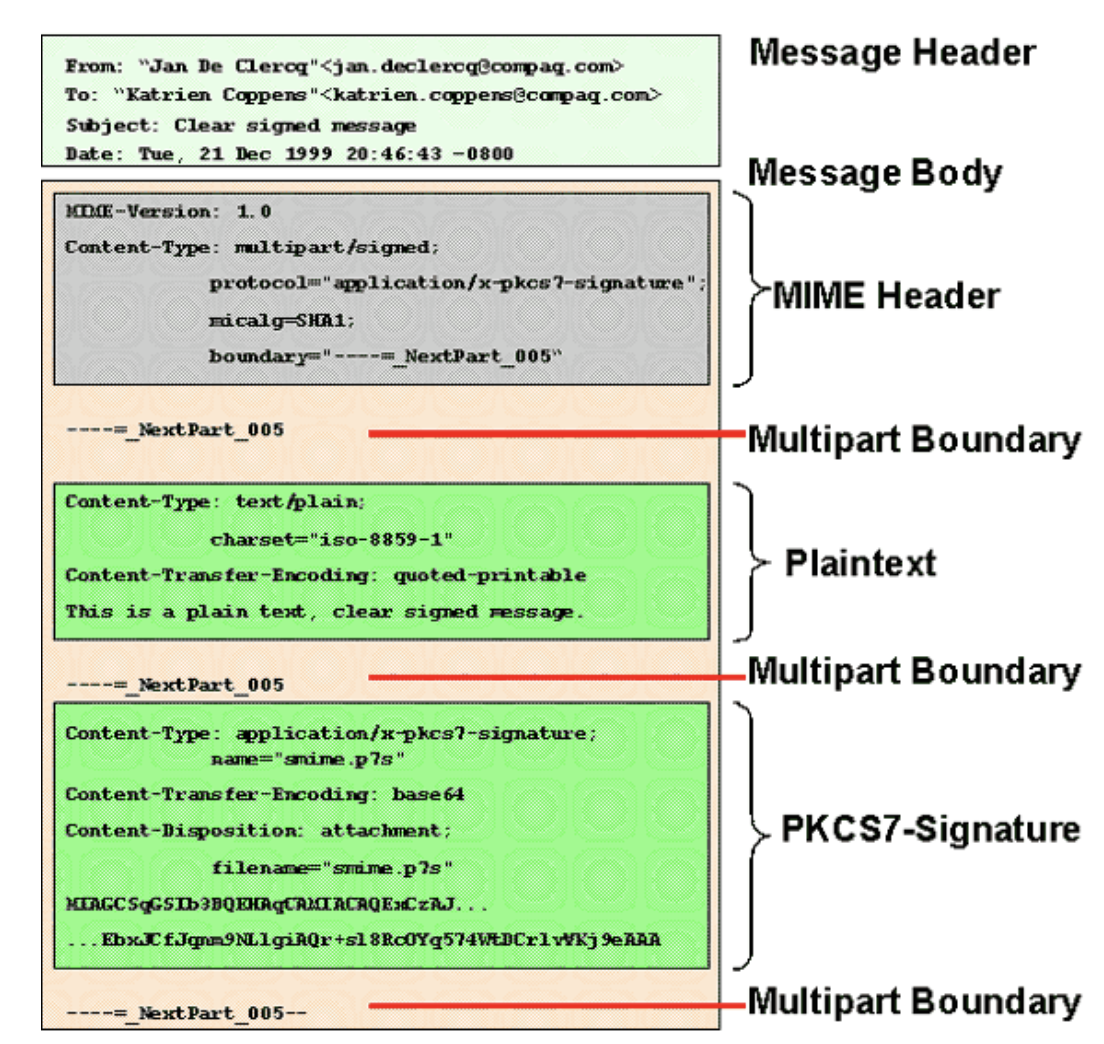 Message Header
From: “Jan De Clercq"<jan.declercq@compaq.com>
To: “Katrien Coppens"<katrien.coppens@compaq.com>
Subject: Clear signed message
Date: Tue, 21 Dec 1999 20:46:43 -0800
Message Body
MIME-Version: 1.0
Content-Type: multipart/signed;
protocol="application/x-pkcs7-signature";
micalg=SHA1;
boundary="----=_NextPart_005“
MIME Header
----=_NextPart_005
Multipart Boundary
Content-Type: text/plain;
charset="iso-8859-1"
Content-Transfer-Encoding: quoted-printable
This is a plain text, clear signed message.
Plaintext
----=_NextPart_005
Multipart Boundary
Content-Type: application/x-pkcs7-signature;
name="smime.p7s"
Content-Transfer-Encoding: base64
Content-Disposition: attachment;
filename="smime.p7s"
MIAGCSqGSIb3DQEHAqCAMIACAQExCzAJ...
...EbxJCfJqnm9NLlgiAQr+sl8RcOYq574WtDCrlvVKj9eAAA
PKCS7-Signature
----=_NextPart_005--
Multipart Boundary